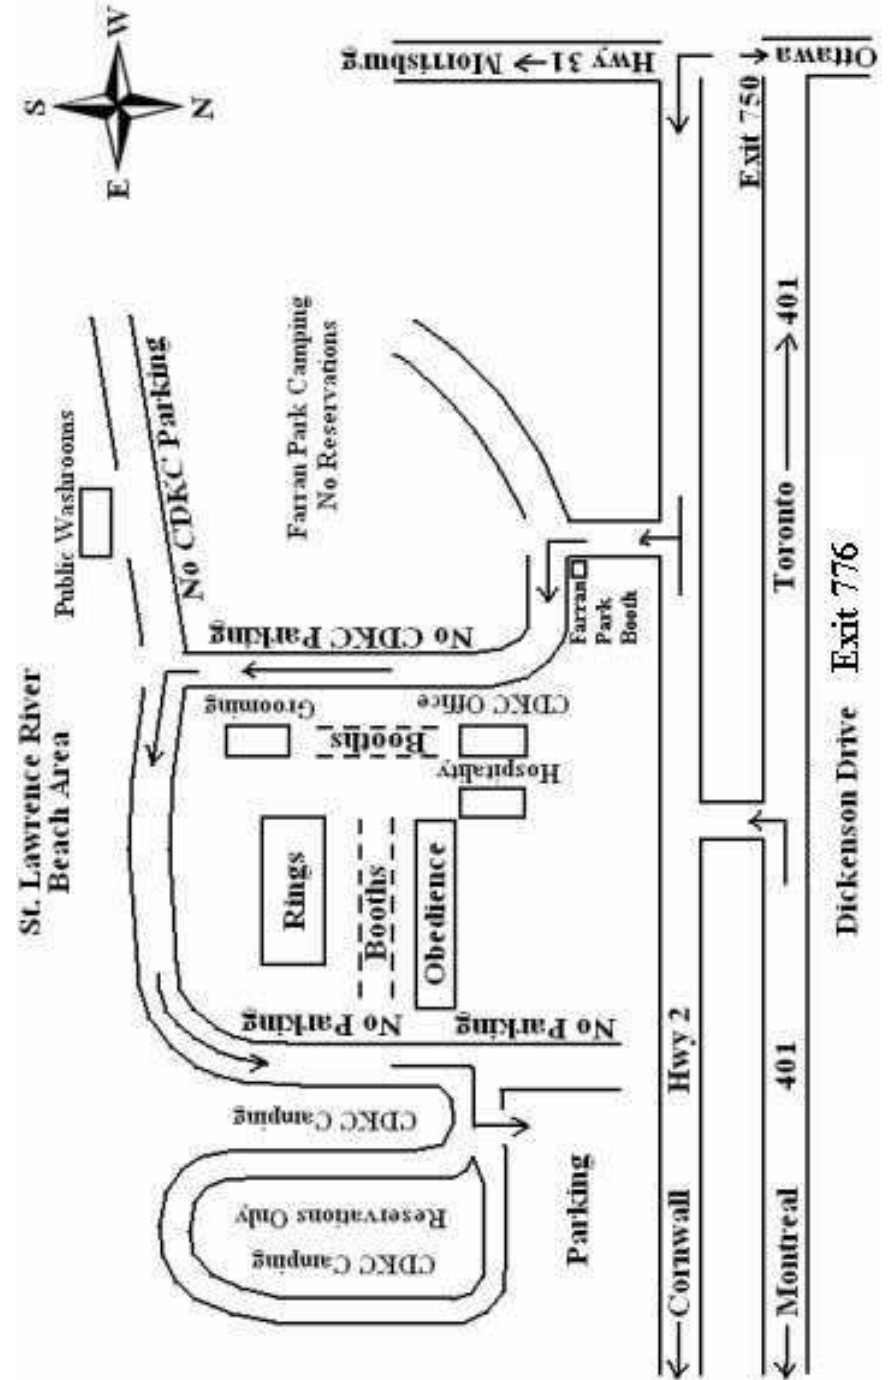 W
S
N
E
Hwy 31 Morrisburg
Ottawa
Exit 750
401
Toronto
Exit 776
Dickenson Drive
401
Montreal
Hwy 2
Cornwall
Public Washrooms
No CDKC Parking
Farran Park Camping
No Reservations
Farran
Park
Booth
No CDKC Parking
St. Lawrence River
Beach Area
Grooming
Booths
CDKC Office
Hospitality
Rings
Booths
Obedience
No Parking
No Parking
CDKC Camping
Reservations Only
CDKC Camping
Parking